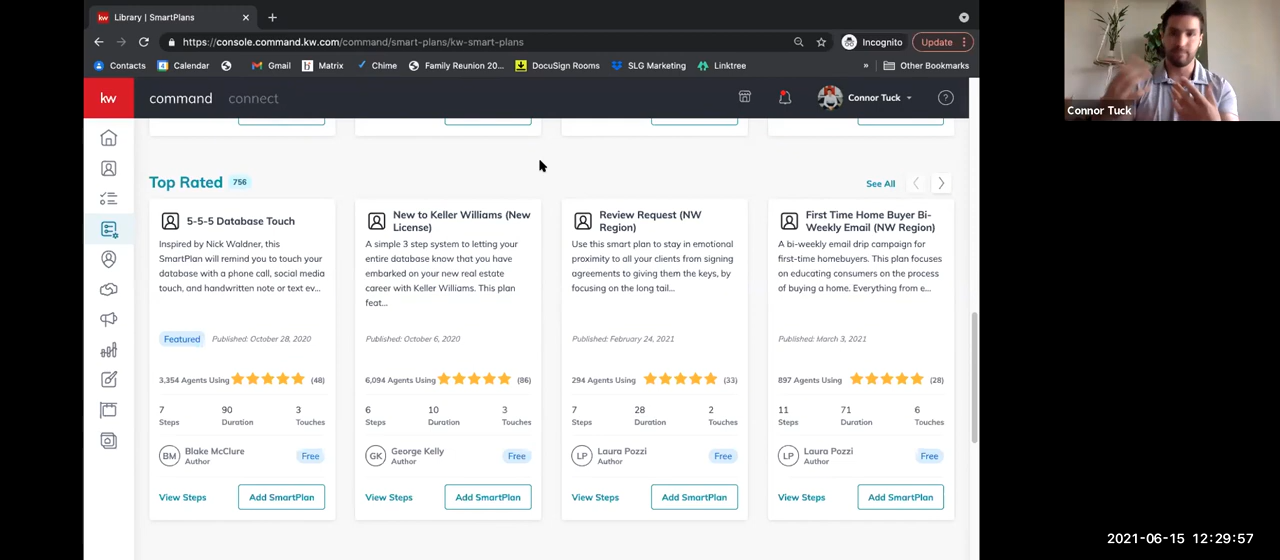 kw Library | SmartPlans
https://console.command.kw.com/command/smart-plans/kw-smart-plans
Incognito
Update
Contacts
Calendar
Gmail
Matrix
Chime
Family Reunion 20...
DocuSign Rooms
SLG Marketing
Linktree
»
Other Bookmarks
kw
command
connect
Connor Tuck
?
Top Rated 756
See All
5-5-5 Database Touch
Inspired by Nick Waldner, this
SmartPlan will remind you to touch your
database with a phone call, social media
touch, and handwritten note or text ev...
Featured
Published: October 28, 2020
3,354 Agents Using
(48)
7 90 3
Steps Duration Touches
BM
Blake McClure
Author
Free
View Steps
Add SmartPlan
New to Keller Williams (New
License)
A simple 3 step system to letting your
entire database know that you have
embarked on your new real estate
career with Keller Williams. This plan
feat...
Published: October 6, 2020
6,094 Agents Using
(86)
6 10 3
Steps Duration Touches
GK
George Kelly
Author
Free
View Steps
Add SmartPlan
Review Request (NW
Region)
Use this smart plan to stay in emotional
proximity to all your clients from signing
agreements to giving them the keys, by
focusing on the long tail...
Published: February 24, 2021
294 Agents Using
(33)
7 28 2
Steps Duration Touches
LP
Laura Pozzi
Author
Free
View Steps
Add SmartPlan
First Time Home Buyer Bi-
Weekly Email (NW Region)
A bi-weekly email drip campaign for
first-time homebuyers. This plan focuses
on educating consumers on the process
of buying a home. Everything from e...
Published: March 3, 2021
897 Agents Using
(28)
11 71 6
Steps Duration Touches
LP
Laura Pozzi
Author
Free
View Steps
Add SmartPlan
Connor Tuck
2021-06-15 12:29:57